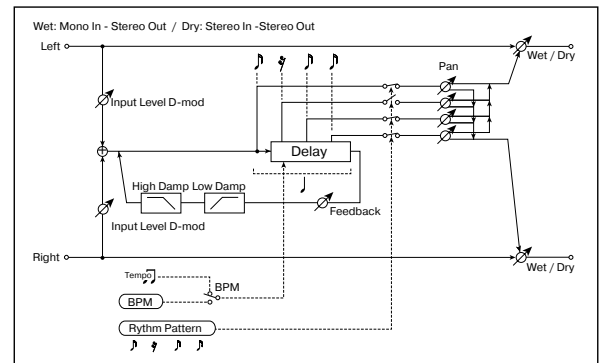 Wet: Mono In - Stereo Out / Dry: Stereo In -Stereo Out
Left
Wet / Dry
Pan
Input Level D-mod
Delay
High Damp Low Damp
Feedback
Input Level D-mod
Right
Wet / Dry
Tempo
BPM
BPM
Rythm Pattern